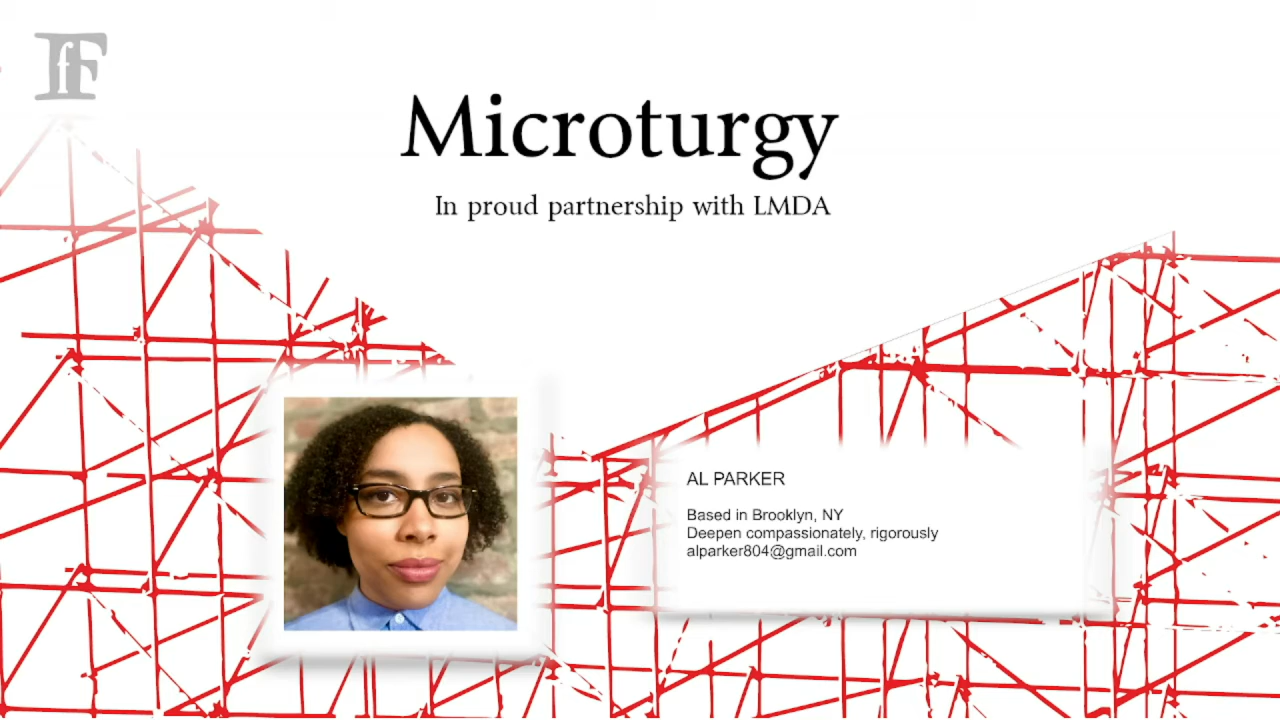 fF
Microturgy
In proud partnership with LMDA
AL PARKER
Based in Brooklyn, NY
Deepen compassionately, rigorously
alparker804@gmail.com